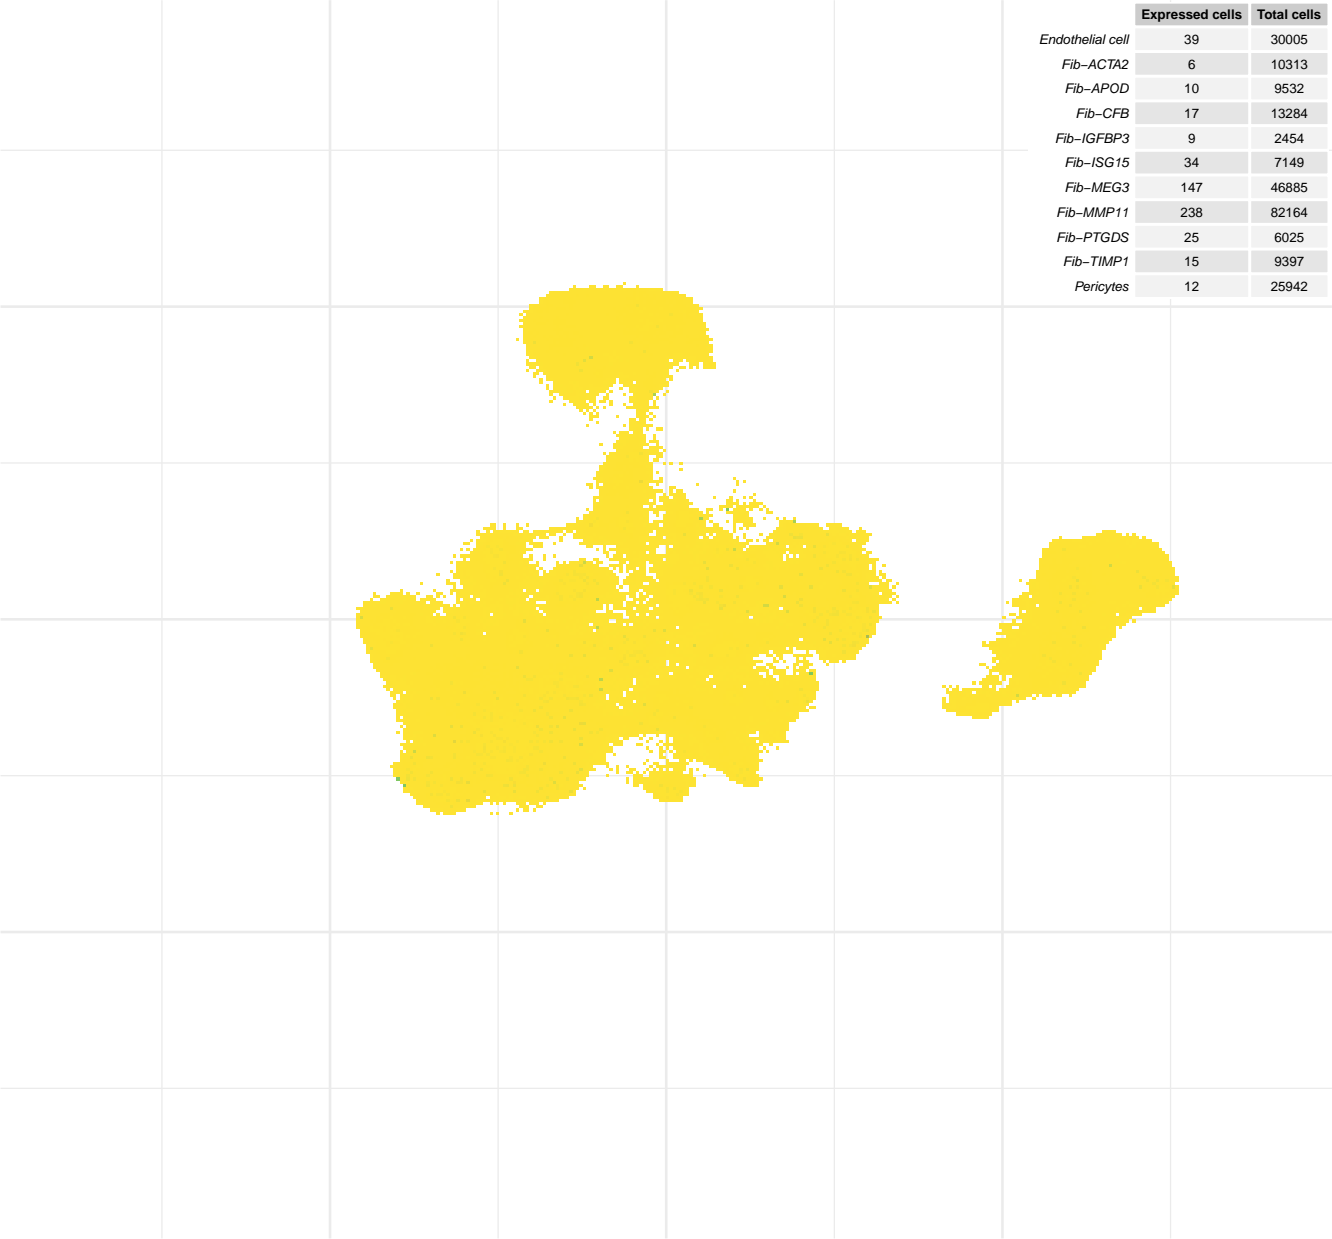 Expressed cells Total cells
Endothelial cell 39 30005
Fib−ACTA2 6 10313
Fib−APOD 10 9532
Fib−CFB 17 13284
Fib−IGFBP3 9 2454
Fib−ISG15 34 7149
Fib−MEG3 147 46885
Fib−MMP11 238 82164
Fib−PTGDS 25 6025
Fib−TIMP1 15 9397
Pericytes 12 25942